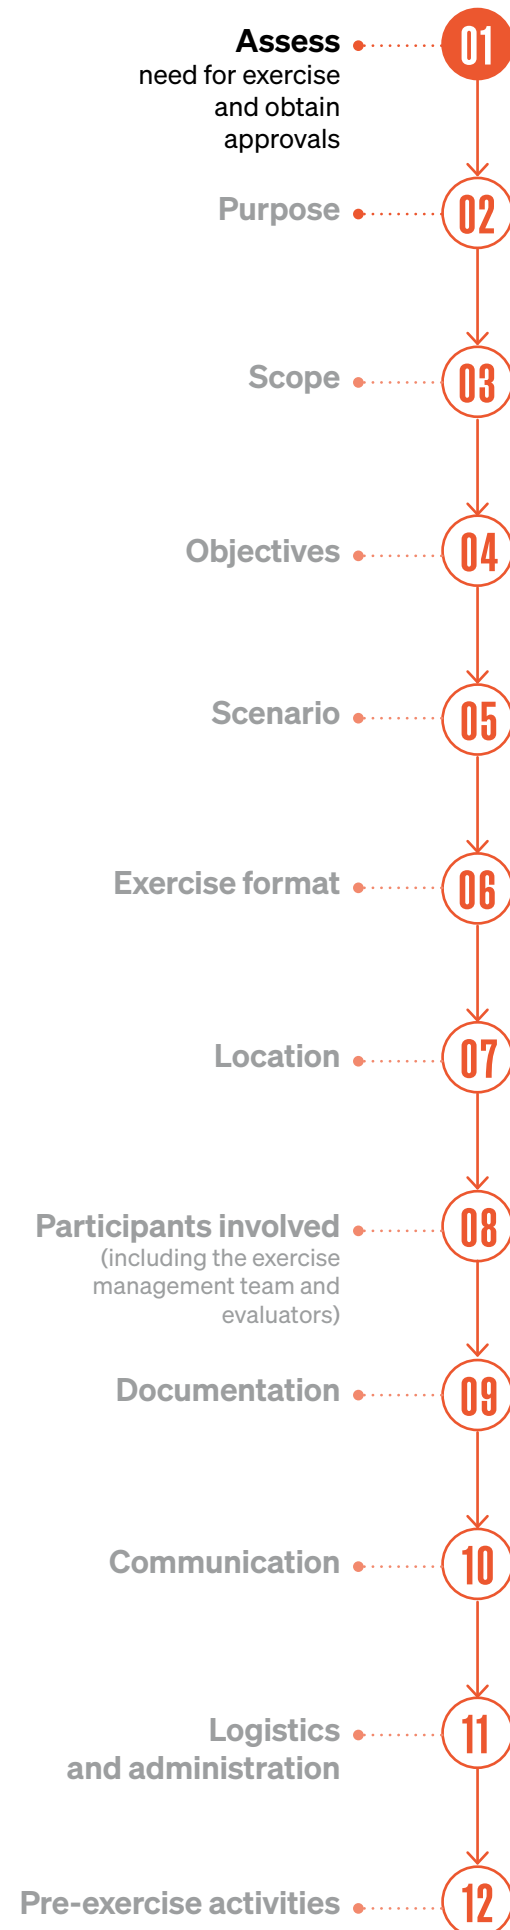 Assess
01
need for exercise
and obtain
approvals
Purpose
02
Scope
03
Objectives
04
Scenario
05
Exercise format
06
Location
07
Participants involved
08
(including the exercise
management team and
evaluators)
Documentation
09
Communication
10
Logistics
11
and administration
Pre-exercise activities
12